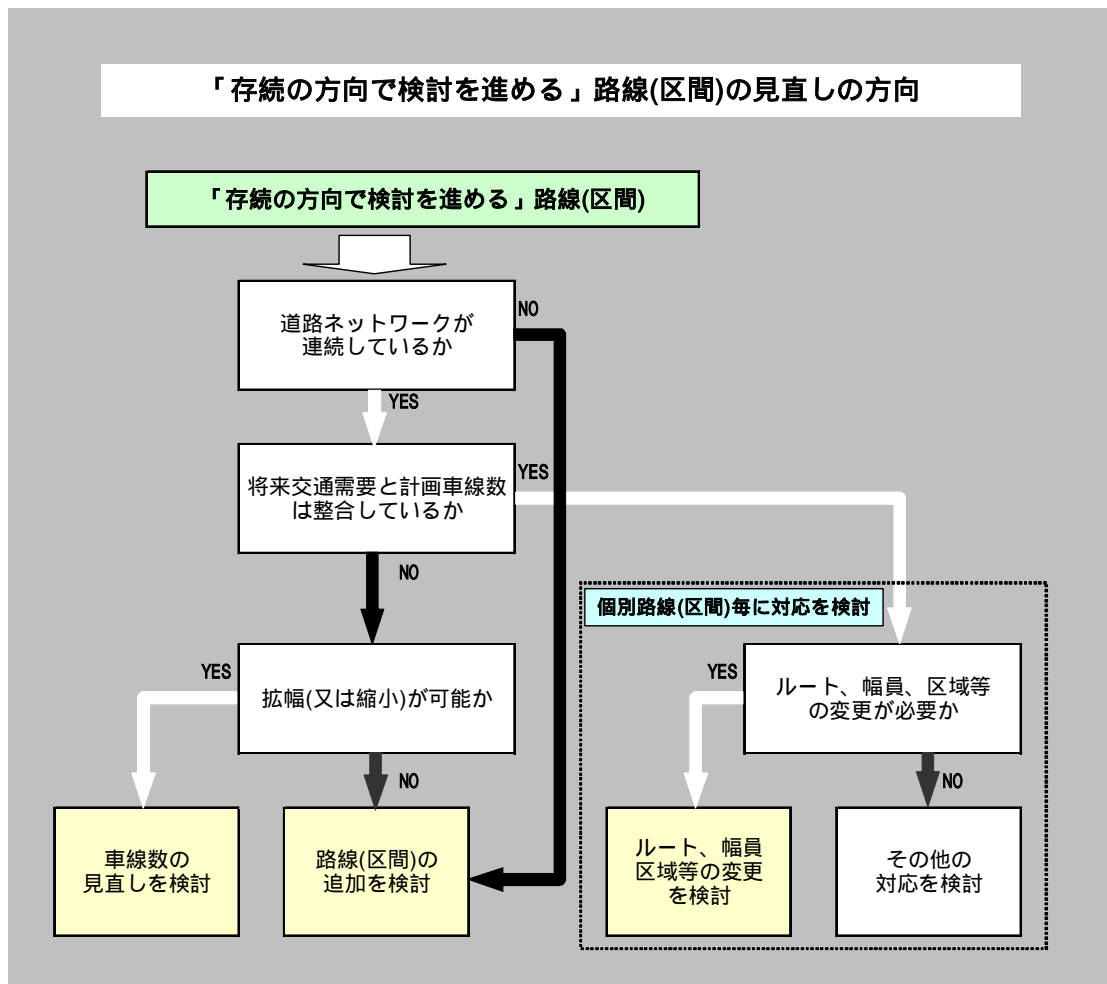 「存続の方向で検討を進める」路線(区間)の見直しの方向
「存続の方向で検討を進める」路線(区間)
道路ネットワークが
連続しているか
NO
YES
将来交通需要と計画車線数
は整合しているか
YES
NO
個別路線(区間)毎に対応を検討
拡幅(又は縮小)が可能か
YES
NO
ルート、幅員、区域等
の変更が必要か
YES
NO
車線数の
見直しを検討
路線(区間)の
追加を検討
ルート、幅員
区域等の変更
を検討
その他の
対応を検討